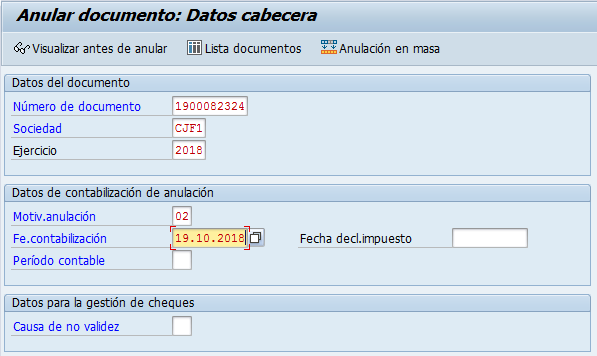 Anular documento: Datos cabecera
Visualizar antes de anular Lista documentos Anulación en masa
Datos del documento
Número de documento 1900082324
Sociedad CJF1
Ejercicio 2018
Datos de contabilización de anulación
Motiv.anulación 02
Fe.contabilización 19.10.2018 Fecha decl.impuesto
Período contable
Datos para la gestión de cheques
Causa de no validez